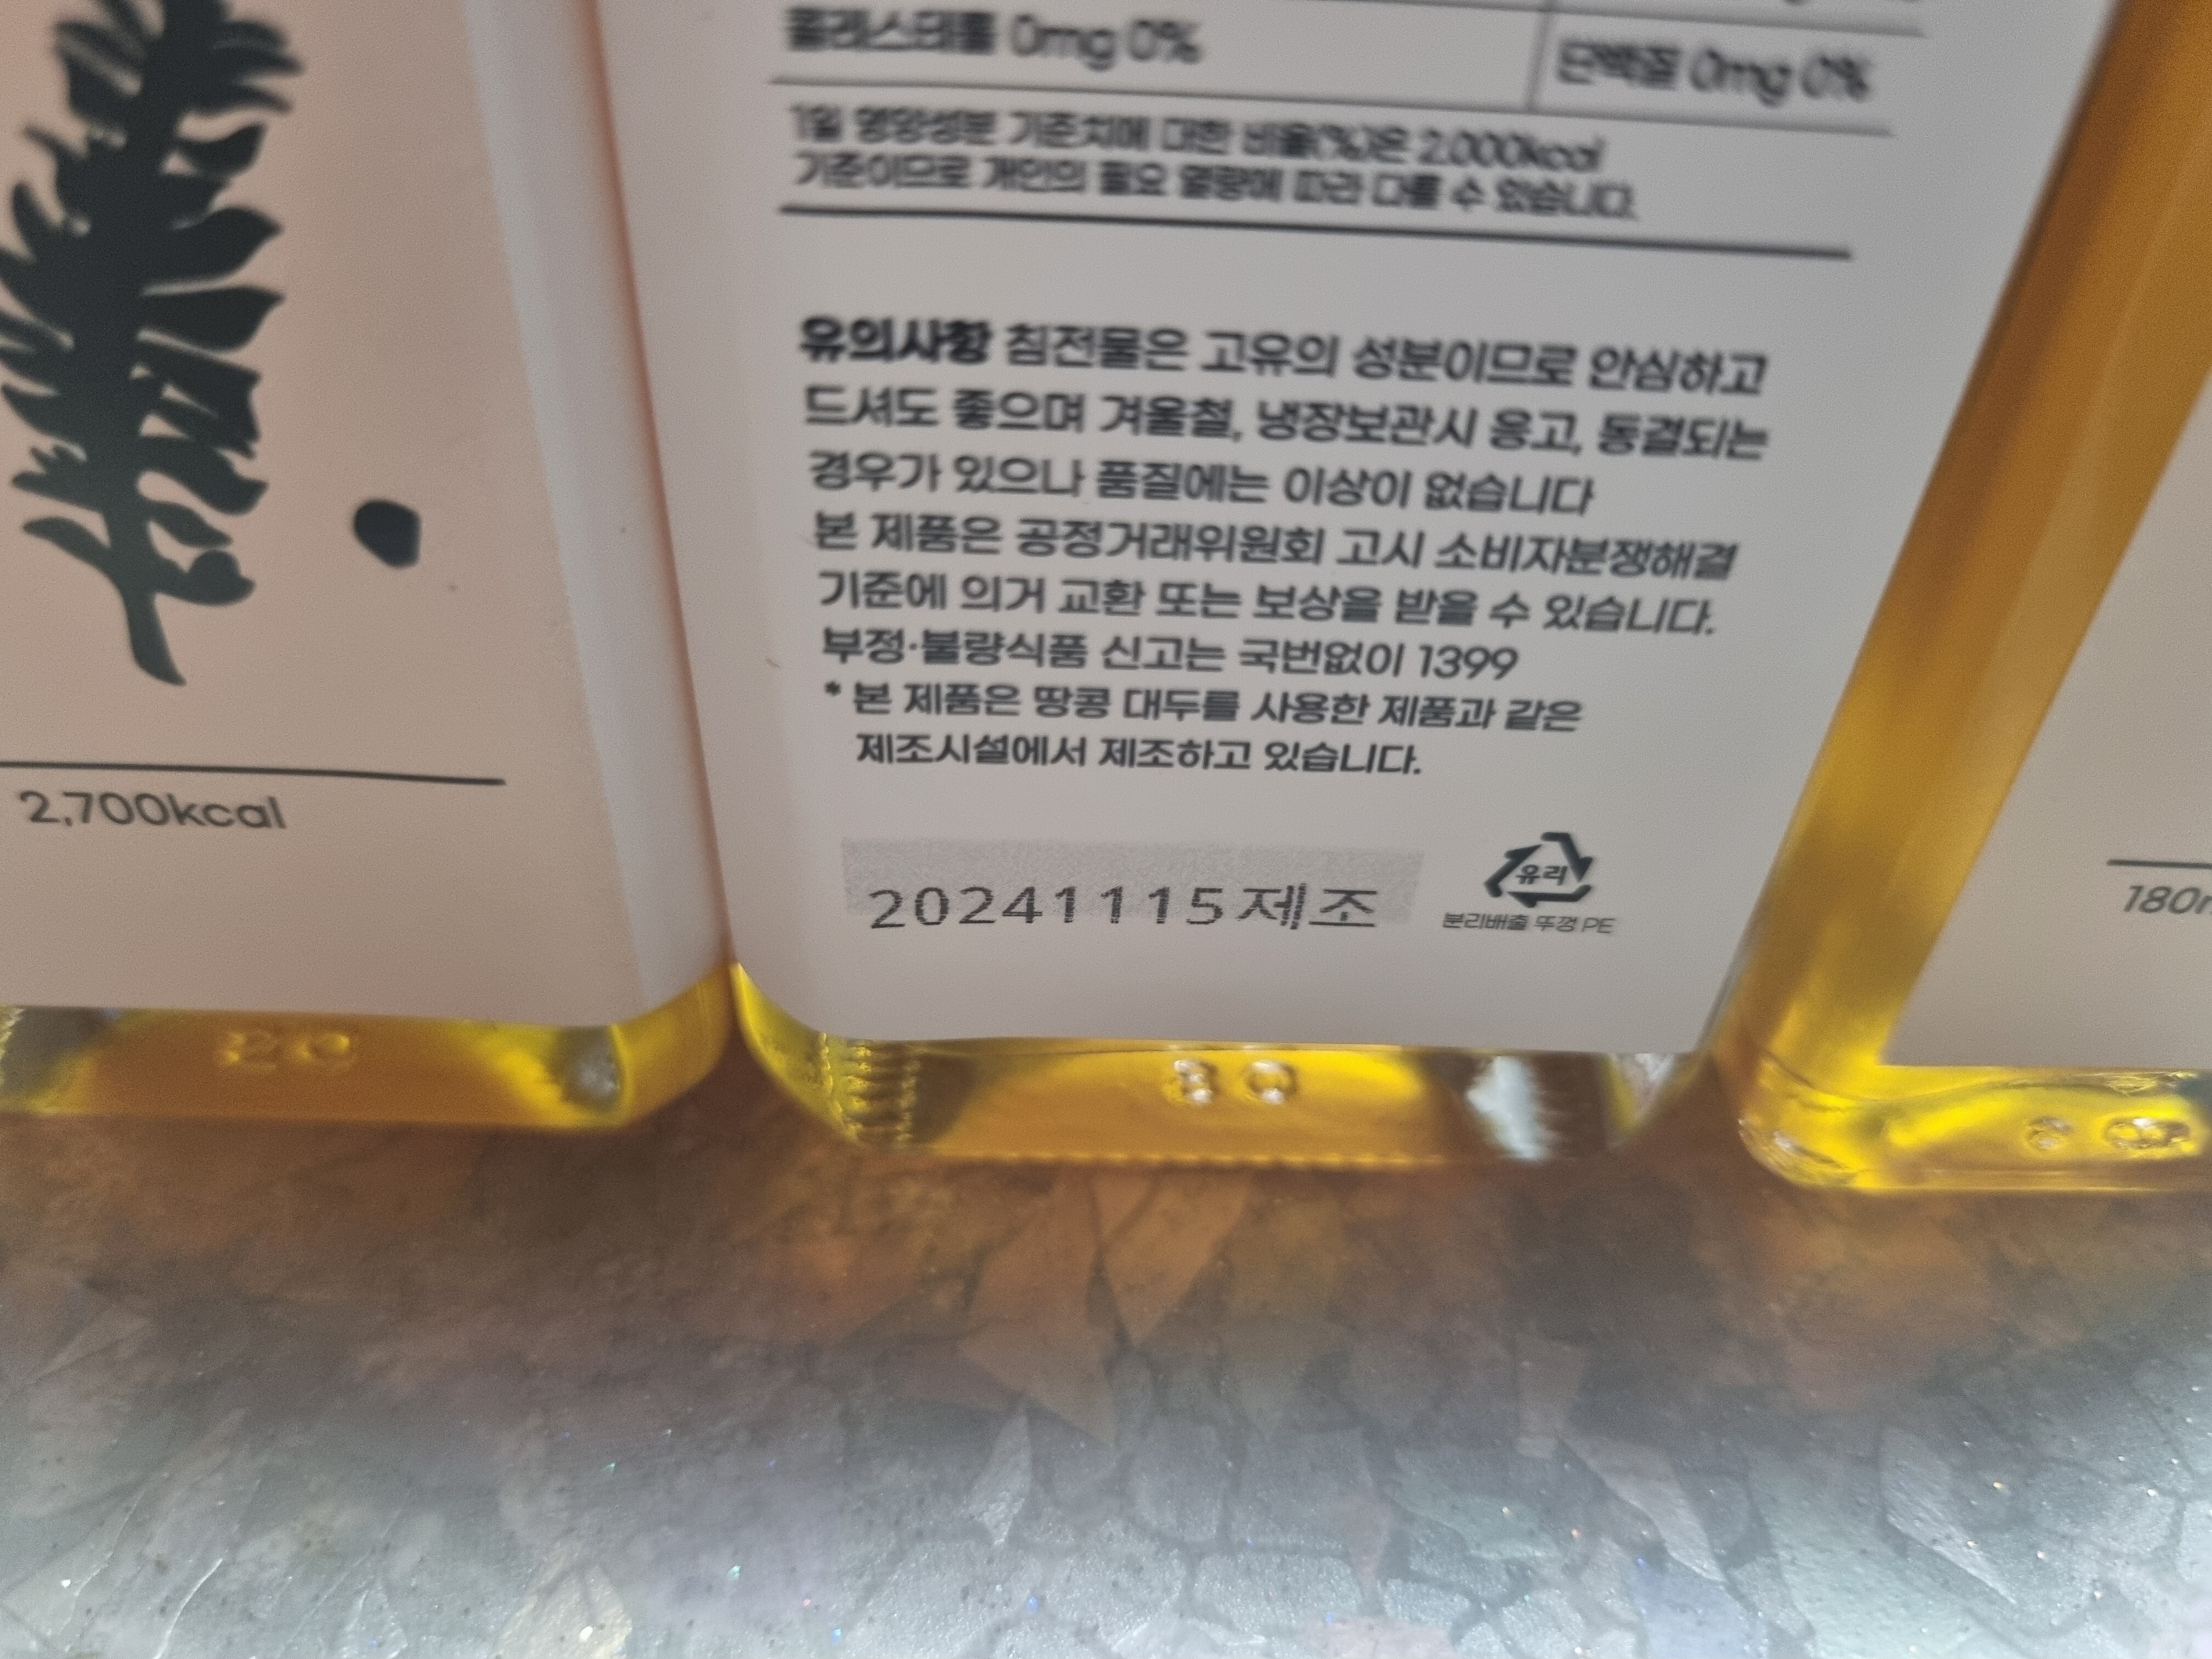 콜레스테롤 0mg 0%
단백질 0mg 0%
1일 영양성분 기준치에 대한 비율(%)은 2,000kcal
기준이므로 개인의 필요 열량에 따라 다를 수 있습니다.
유의사항 침전물은 고유의 성분이므로 안심하고
드셔도 좋으며 겨울철, 냉장보관시 응고, 동결되는
경우가 있으나 품질에는 이상이 없습니다
본 제품은 공정거래위원회 고시 소비자분쟁해결
기준에 의거 교환 또는 보상을 받을 수 있습니다.
부정·불량식품 신고는 국번없이 1399
* 본 제품은 땅콩 대두를 사용한 제품과 같은
제조시설에서 제조하고 있습니다.
20241115제조
유리
분리배출 뚜껑 PE
2,700kcal